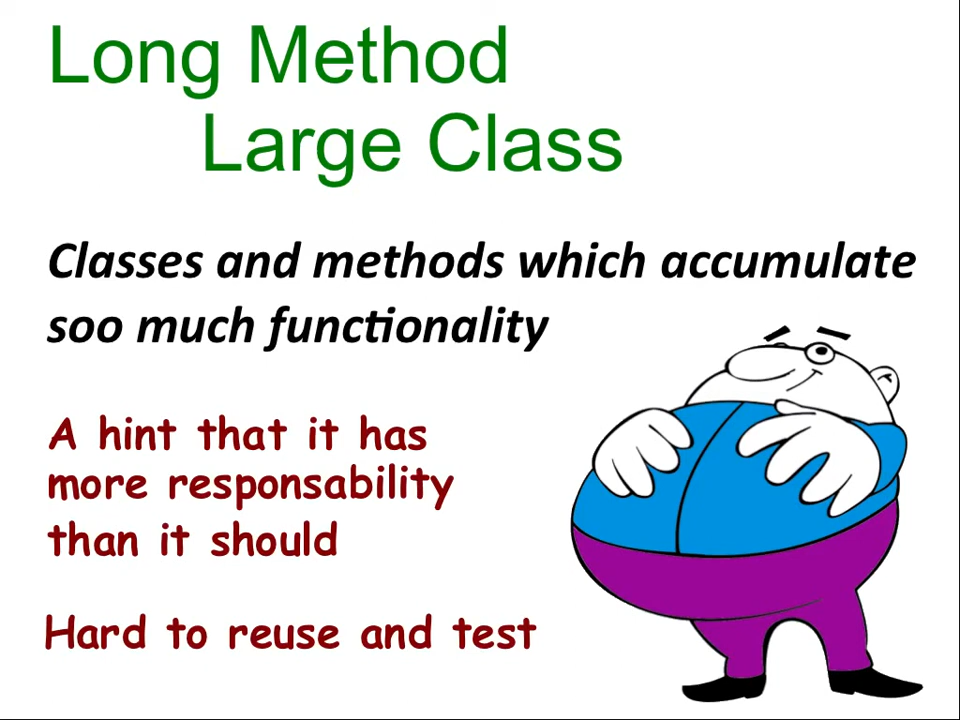 Long Method
Large Class
Classes and methods which accumulate
soo much functionality
A hint that it has
more responsability
than it should
Hard to reuse and test